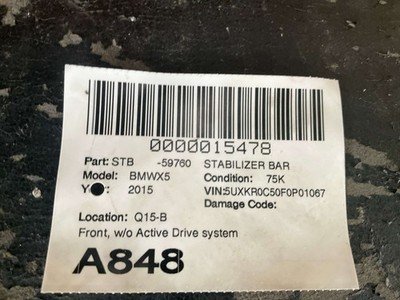 0000015478
Part: STB -59760 STABILIZER BAR
Model: BMWX5 Condition: 75K
Y r: 2015 VIN:5UXKR0C50F0P01067
Damage Code:
Location: Q15-B
Front, w/o Active Drive system
A848